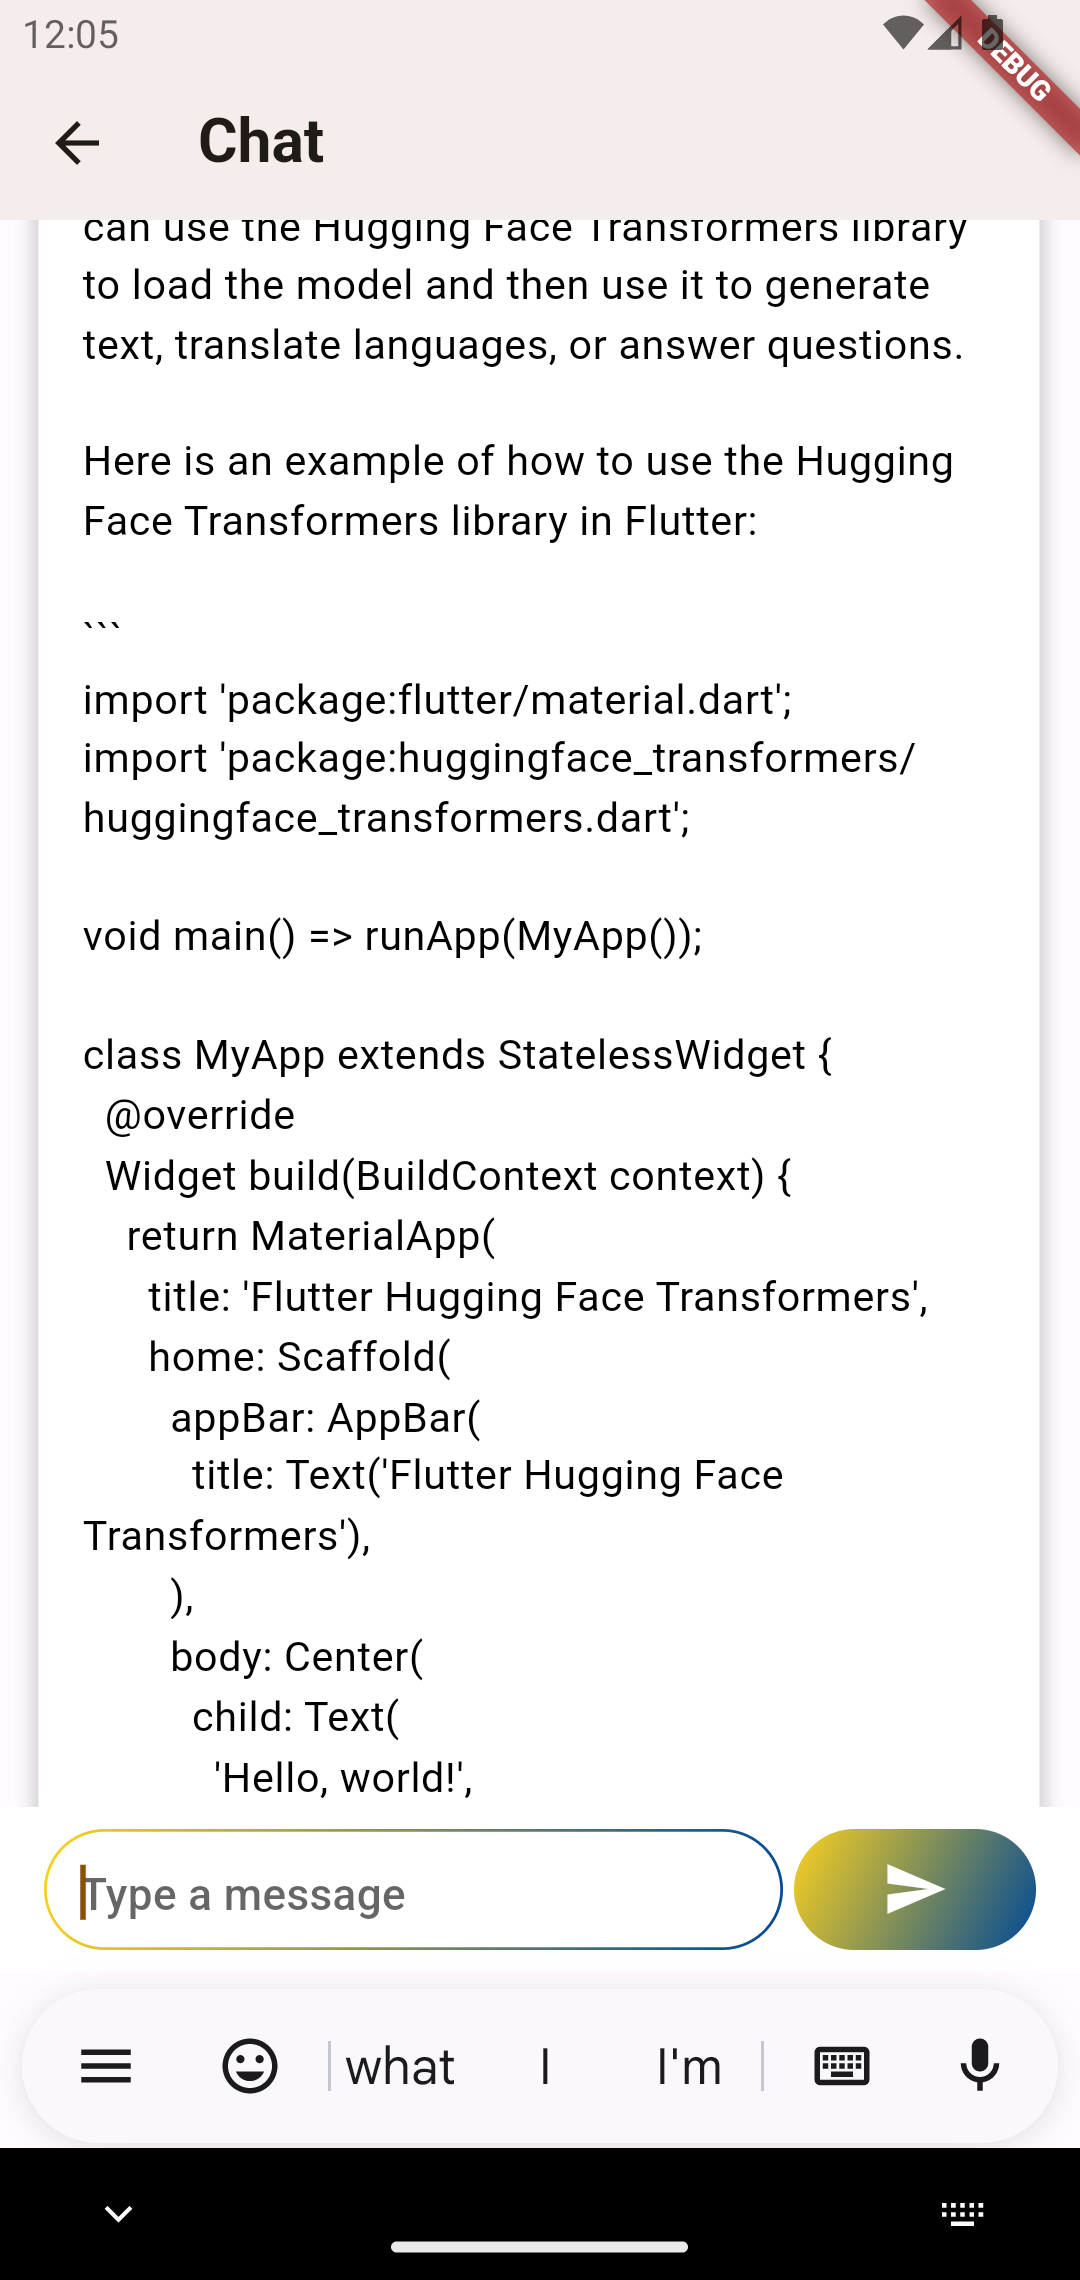 12:05
DEBUG
Chat
can use the Hugging Face Transformers library
to load the model and then use it to generate
text, translate languages, or answer questions.
Here is an example of how to use the Hugging
Face Transformers library in Flutter:
```
import 'package:flutter/material.dart';
import 'package:huggingface_transformers/
huggingface_transformers.dart';
void main() => runApp(MyApp());
class MyApp extends StatelessWidget {
@override
Widget build(BuildContext context) {
return MaterialApp(
title: 'Flutter Hugging Face Transformers',
home: Scaffold(
appBar: AppBar(
title: Text('Flutter Hugging Face
Transformers'),
),
body: Center(
child: Text(
'Hello, world!',
Type a message
what I I'm